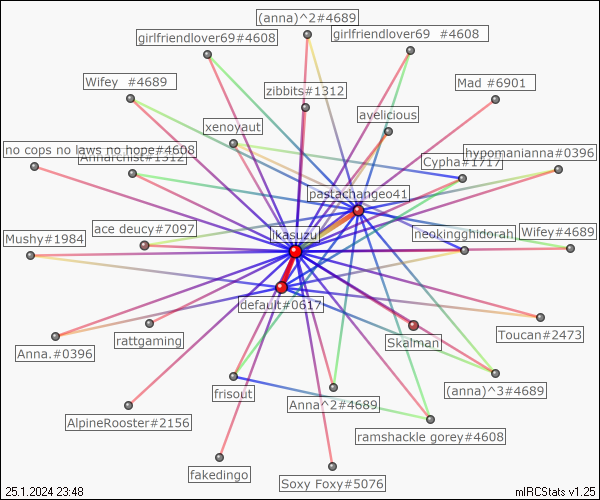 (anna)^2#4689
girlfriendlover69#4608
girlfriendlover69 #4608
Wifey #4689
zibbits#1312
Mad #6901
avelicious
xenoyaut
no cops no laws no hope#4608
Annarchist#1312
Cypha#1717
hypomanianna#0396
pastachangeo41
ace deucy#7097
ikasuzu
neokingghidorah
Wifey#4689
Mushy#1984
default#0617
rattgaming
Skalman
Toucan#2473
Anna.#0396
frisout
Anna^2#4689
(anna)^3#4689
AlpineRooster#2156
ramshackle gorey#4608
fakedingo
Soxy Foxy#5076
25.1.2024 23:48
mIRCStats v1.25